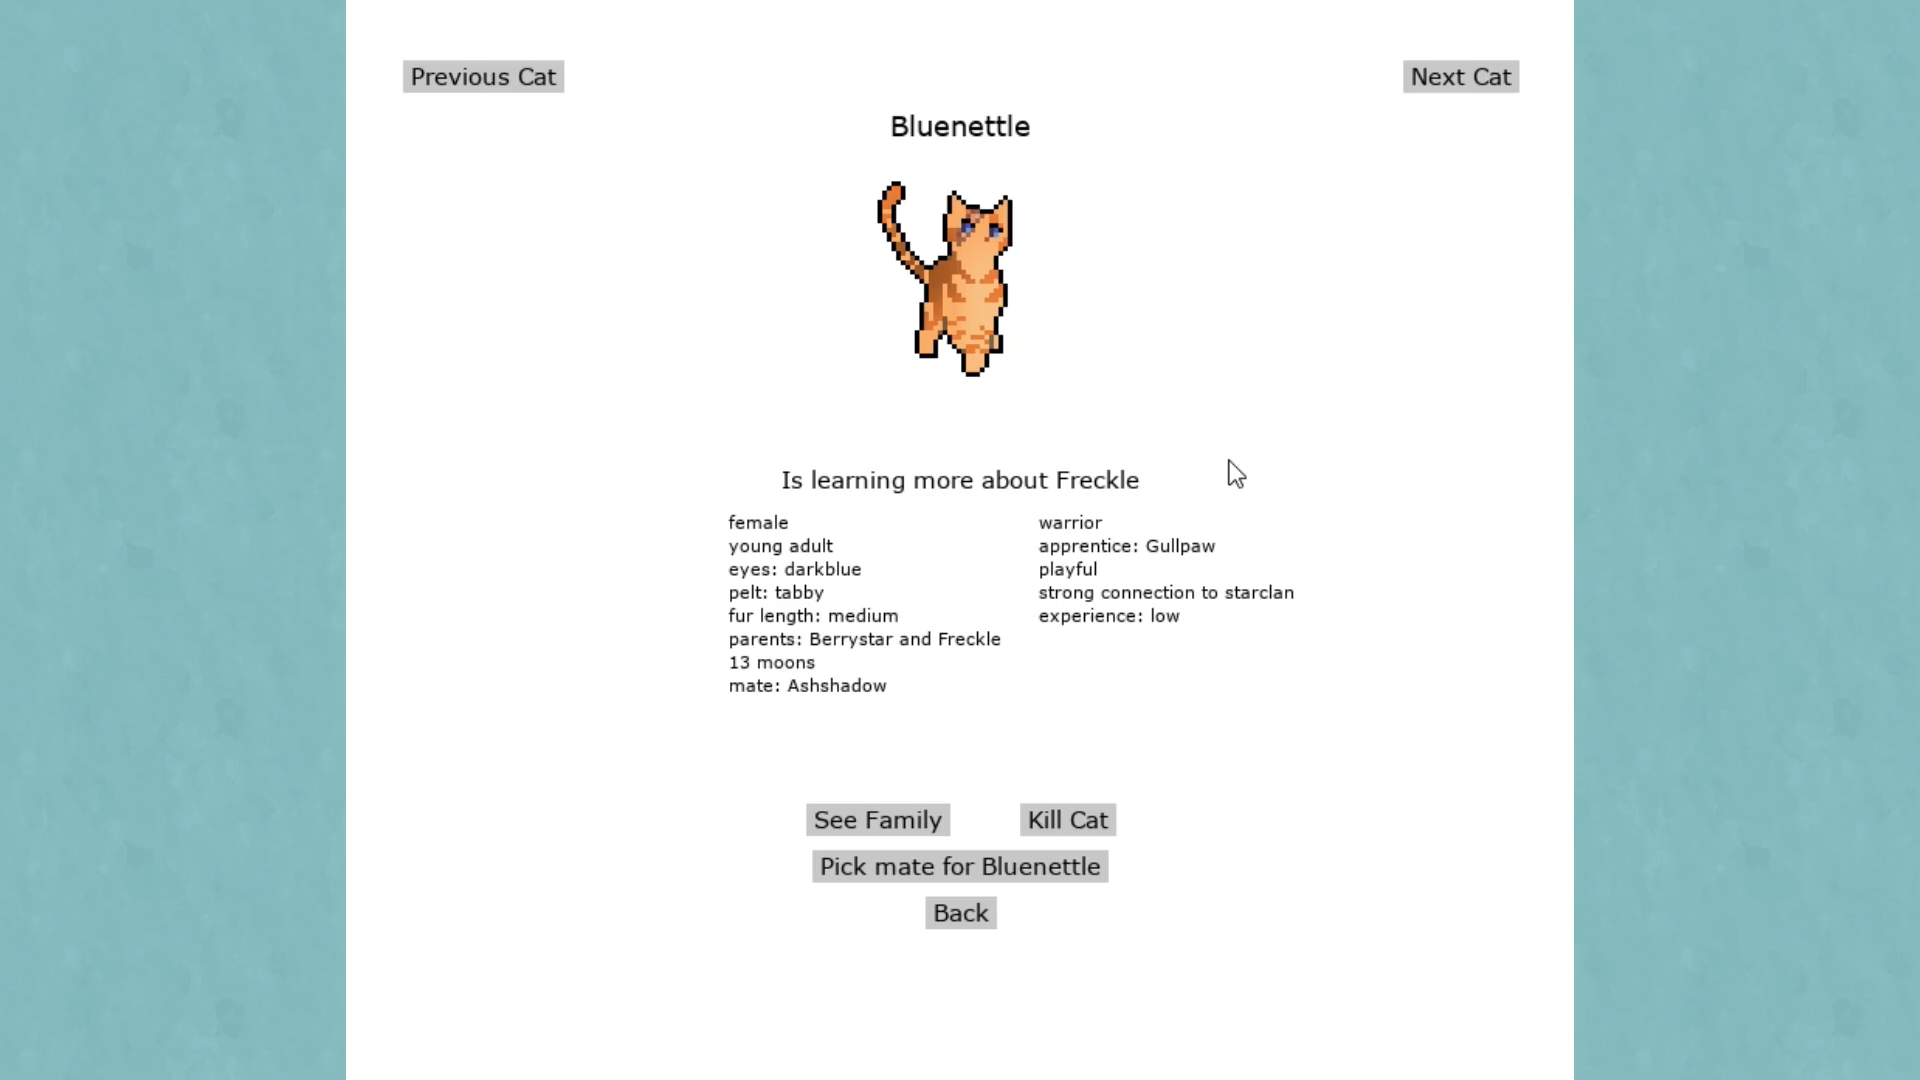 Previous Cat
Next Cat
Bluenettle
Is learning more about Freckle
female
young adult
eyes: darkblue
pelt: tabby
fur length: medium
parents: Berrystar and Freckle
13 moons
mate: Ashshadow
warrior
apprentice: Gullpaw
playful
strong connection to starclan
experience: low
See Family
Kill Cat
Pick mate for Bluenettle
Back